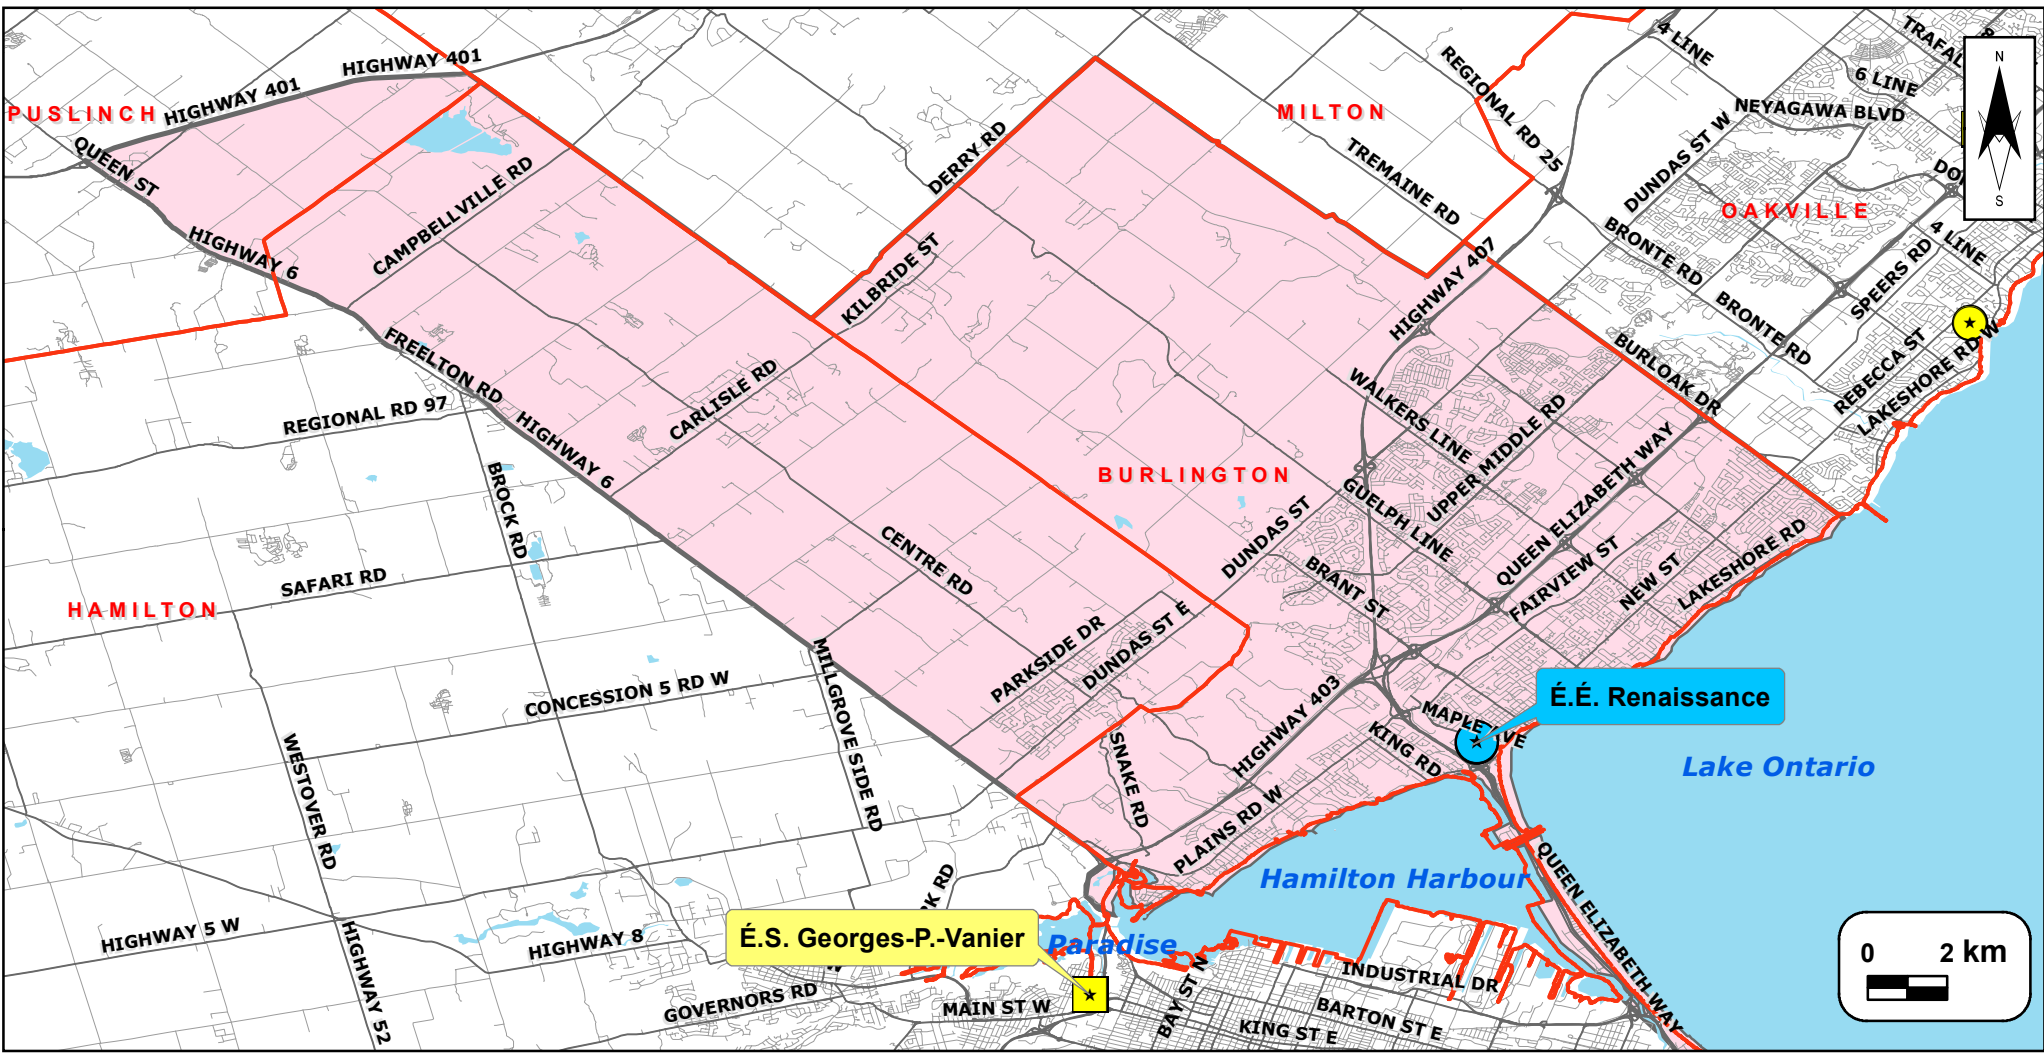 HIGHWAY 401
HIGHWAY 401
PUSLINCH
QUEEN ST
HIGHWAY 6
CAMPBELLVILLE RD
DERRY RD
KILBRIDE ST
MILTON
TREMAINE RD
REGIONAL RD 25
4 LINE
6 LINE
NEYAGAWA BLVD
DUNDAS ST W
OAKVILLE
N
S
4 LINE
SPEERS RD
BRONTE RD
BRONTE RD
REBECCA ST
LAKESHORE RD W
HIGHWAY 407
BURLOAK DR
FREELTON RD
HIGHWAY 6
REGIONAL RD 97
CARLISLE RD
BROCK RD
BURLINGTON
WALKERS LINE
UPPER MIDDLE RD
GUELPH LINE
QUEEN ELIZABETH WAY
DUNDAS ST
BRANT ST
FAIRVIEW ST
NEW ST
LAKESHORE RD
CENTRE RD
SAFARI RD
HAMILTON
PARKSIDE DR
DUNDAS ST E
MILLGROVE SIDE RD
CONCESSION 5 RD W
WESTOVER RD
SNAKE RD
HIGHWAY 403
KING RD
MAPLE AVE
É.É. Renaissance
Lake Ontario
PLAINS RD W
Hamilton Harbour
QUEEN ELIZABETH WAY
HIGHWAY 5 W
HIGHWAY 52
HIGHWAY 8
É.S. Georges-P.-Vanier
Paradise
GOVERNORS RD
MAIN ST W
BAY ST N
INDUSTRIAL DR
BARTON ST E
KING ST E
0 2 km